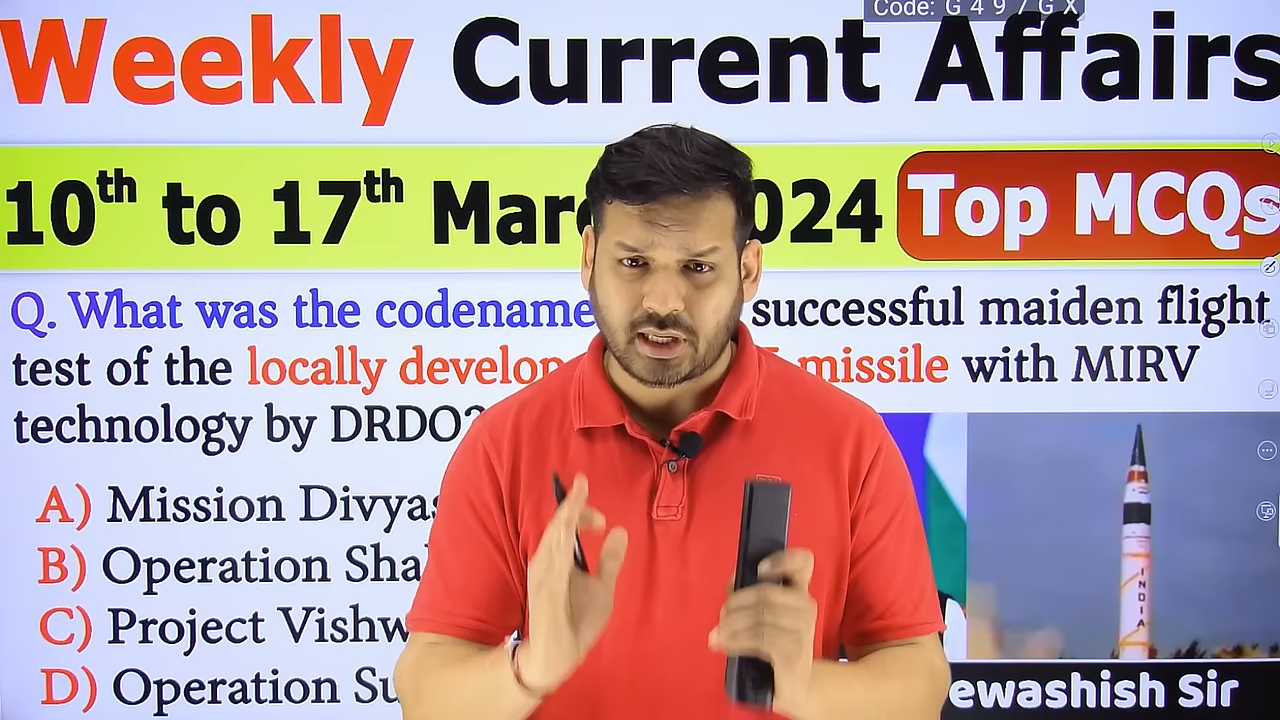 Code: G 4 9 7 G X
Weekly Current Affairs
10th to 17th Mar 024 Top MCQs
Q. What was the codename successful maiden flight
test of the locally develop missile with MIRV
technology by DRDO?
A) Mission Divyas
B) Operation Sha
C) Project Vishw
D) Operation Su
INDIA
ewashish Sir